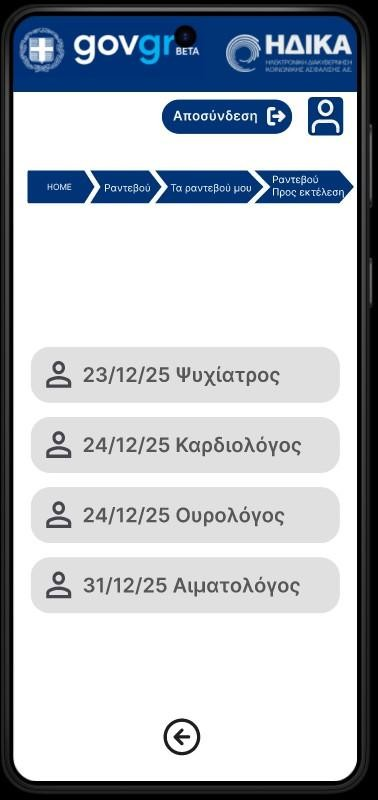 govgr BETA
ΗΔΙΚΑ
ΗΛΕΚΤΡΟΝΙΚΗ ΔΙΑΚΥΒΕΡΝΗΣΗ
ΚΟΙΝΩΝΙΚΗΣ ΑΣΦΑΛΙΣΗΣ Α.Ε.
Αποσύνδεση
HOME
Ραντεβού
Τα ραντεβού μου
Ραντεβού
Προς εκτέλεση
23/12/25 Ψυχίατρος
24/12/25 Καρδιολόγος
24/12/25 Ουρολόγος
31/12/25 Αιματολόγος